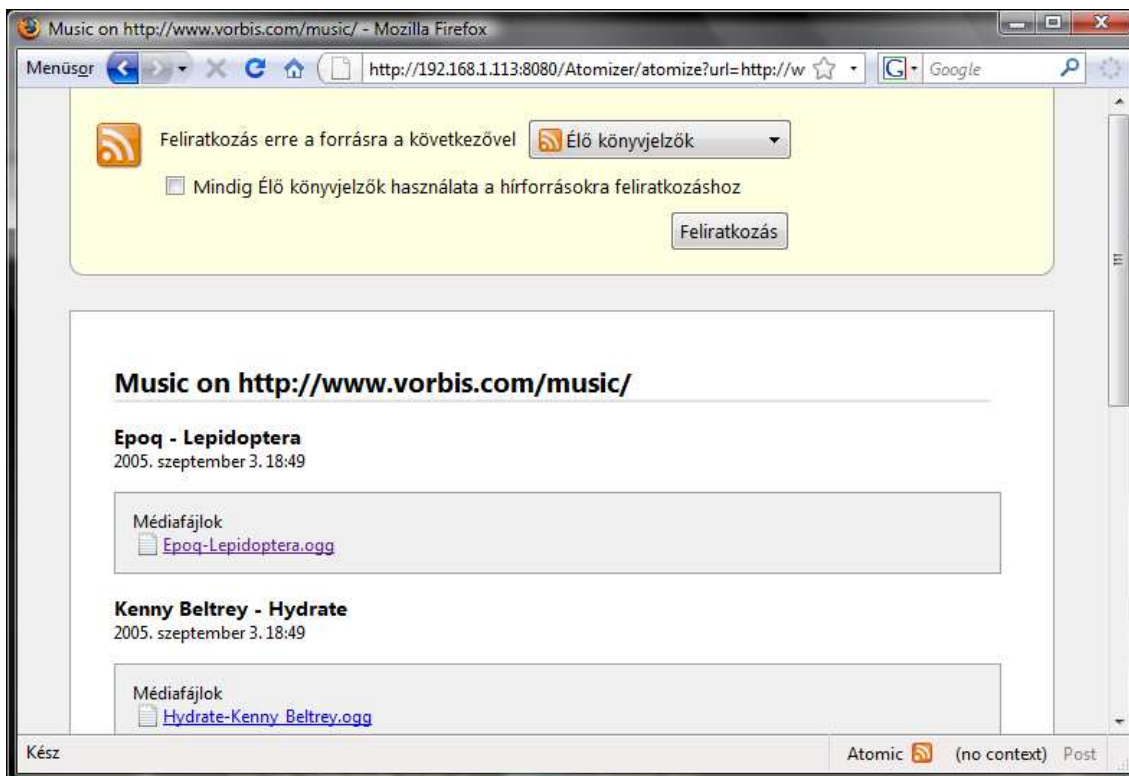 Music on http://www.vorbis.com/music/ - Mozilla Firefox
Menüsor http://192.168.1.113:8080/Atomizer/atomize?url=http://w G Google
Feliratkozás erre a forrásra a következővel Élő könyvjelzők
Mindig Élő könyvjelzők használata a hírforrásokra feliratkozáshoz
Feliratkozás
Music on http://www.vorbis.com/music/
Epoq - Lepidoptera
2005. szeptember 3. 18:49
Médiafájlok
Epoq-Lepidoptera.ogg
Kenny Beltrey - Hydrate
2005. szeptember 3. 18:49
Médiafájlok
Hydrate-Kenny_Beltrey.ogg
Kész Atomic (no context) Post